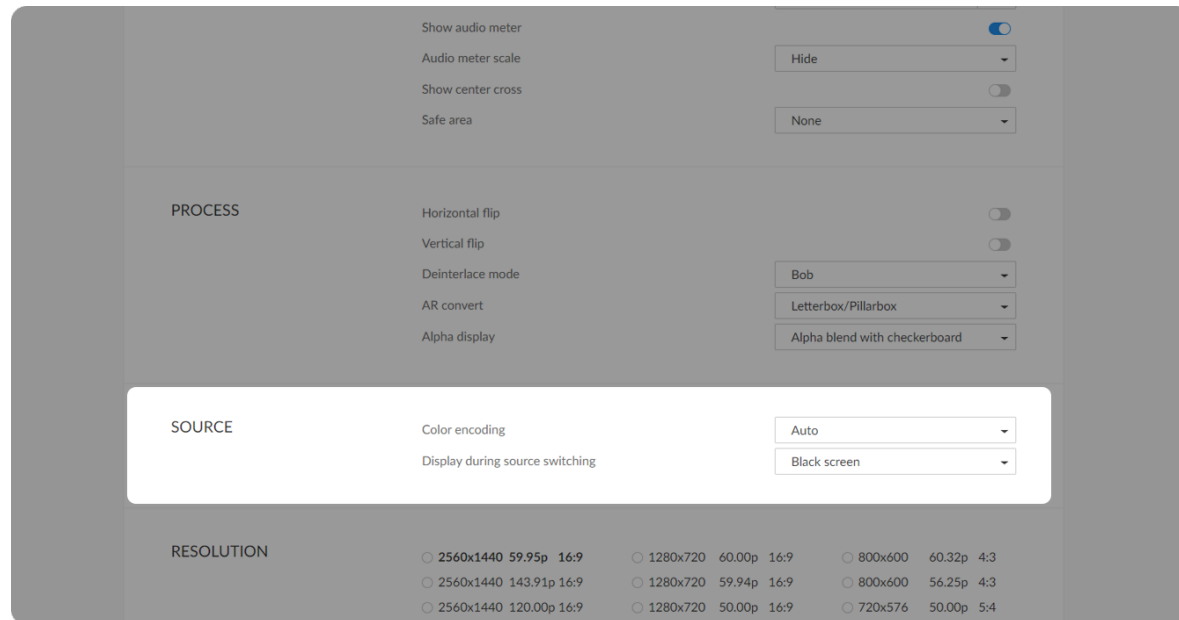 Show audio meter
Audio meter scale Hide
Show center cross
Safe area None
PROCESS Horizontal flip
Vertical flip
Deinterlace mode Bob
AR convert Letterbox/Pillarbox
Alpha display Alpha blend with checkerboard
SOURCE Color encoding Auto
Display during source switching Black screen
RESOLUTION 2560x1440 59.95p 16:9 1280x720 60.00p 16:9 800x600 60.32p 4:3
2560x1440 143.91p 16:9 1280x720 59.94p 16:9 800x600 56.25p 4:3
2560x1440 120.00p 16:9 1280x720 50.00p 16:9 720x576 50.00p 5:4